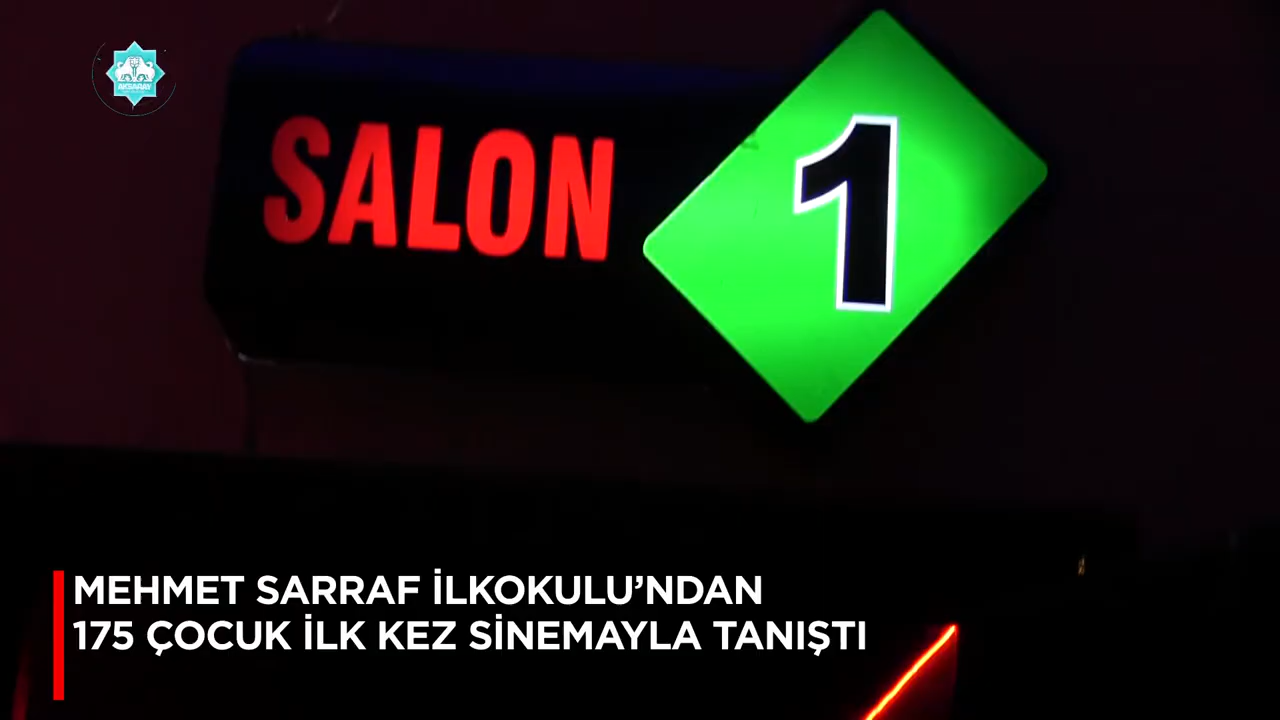 AKSARAY
SALON
1
MEHMET SARRAF İLKOKULU’NDAN
175 ÇOCUK İLK KEZ SİNEMAYLA TANIŞTI